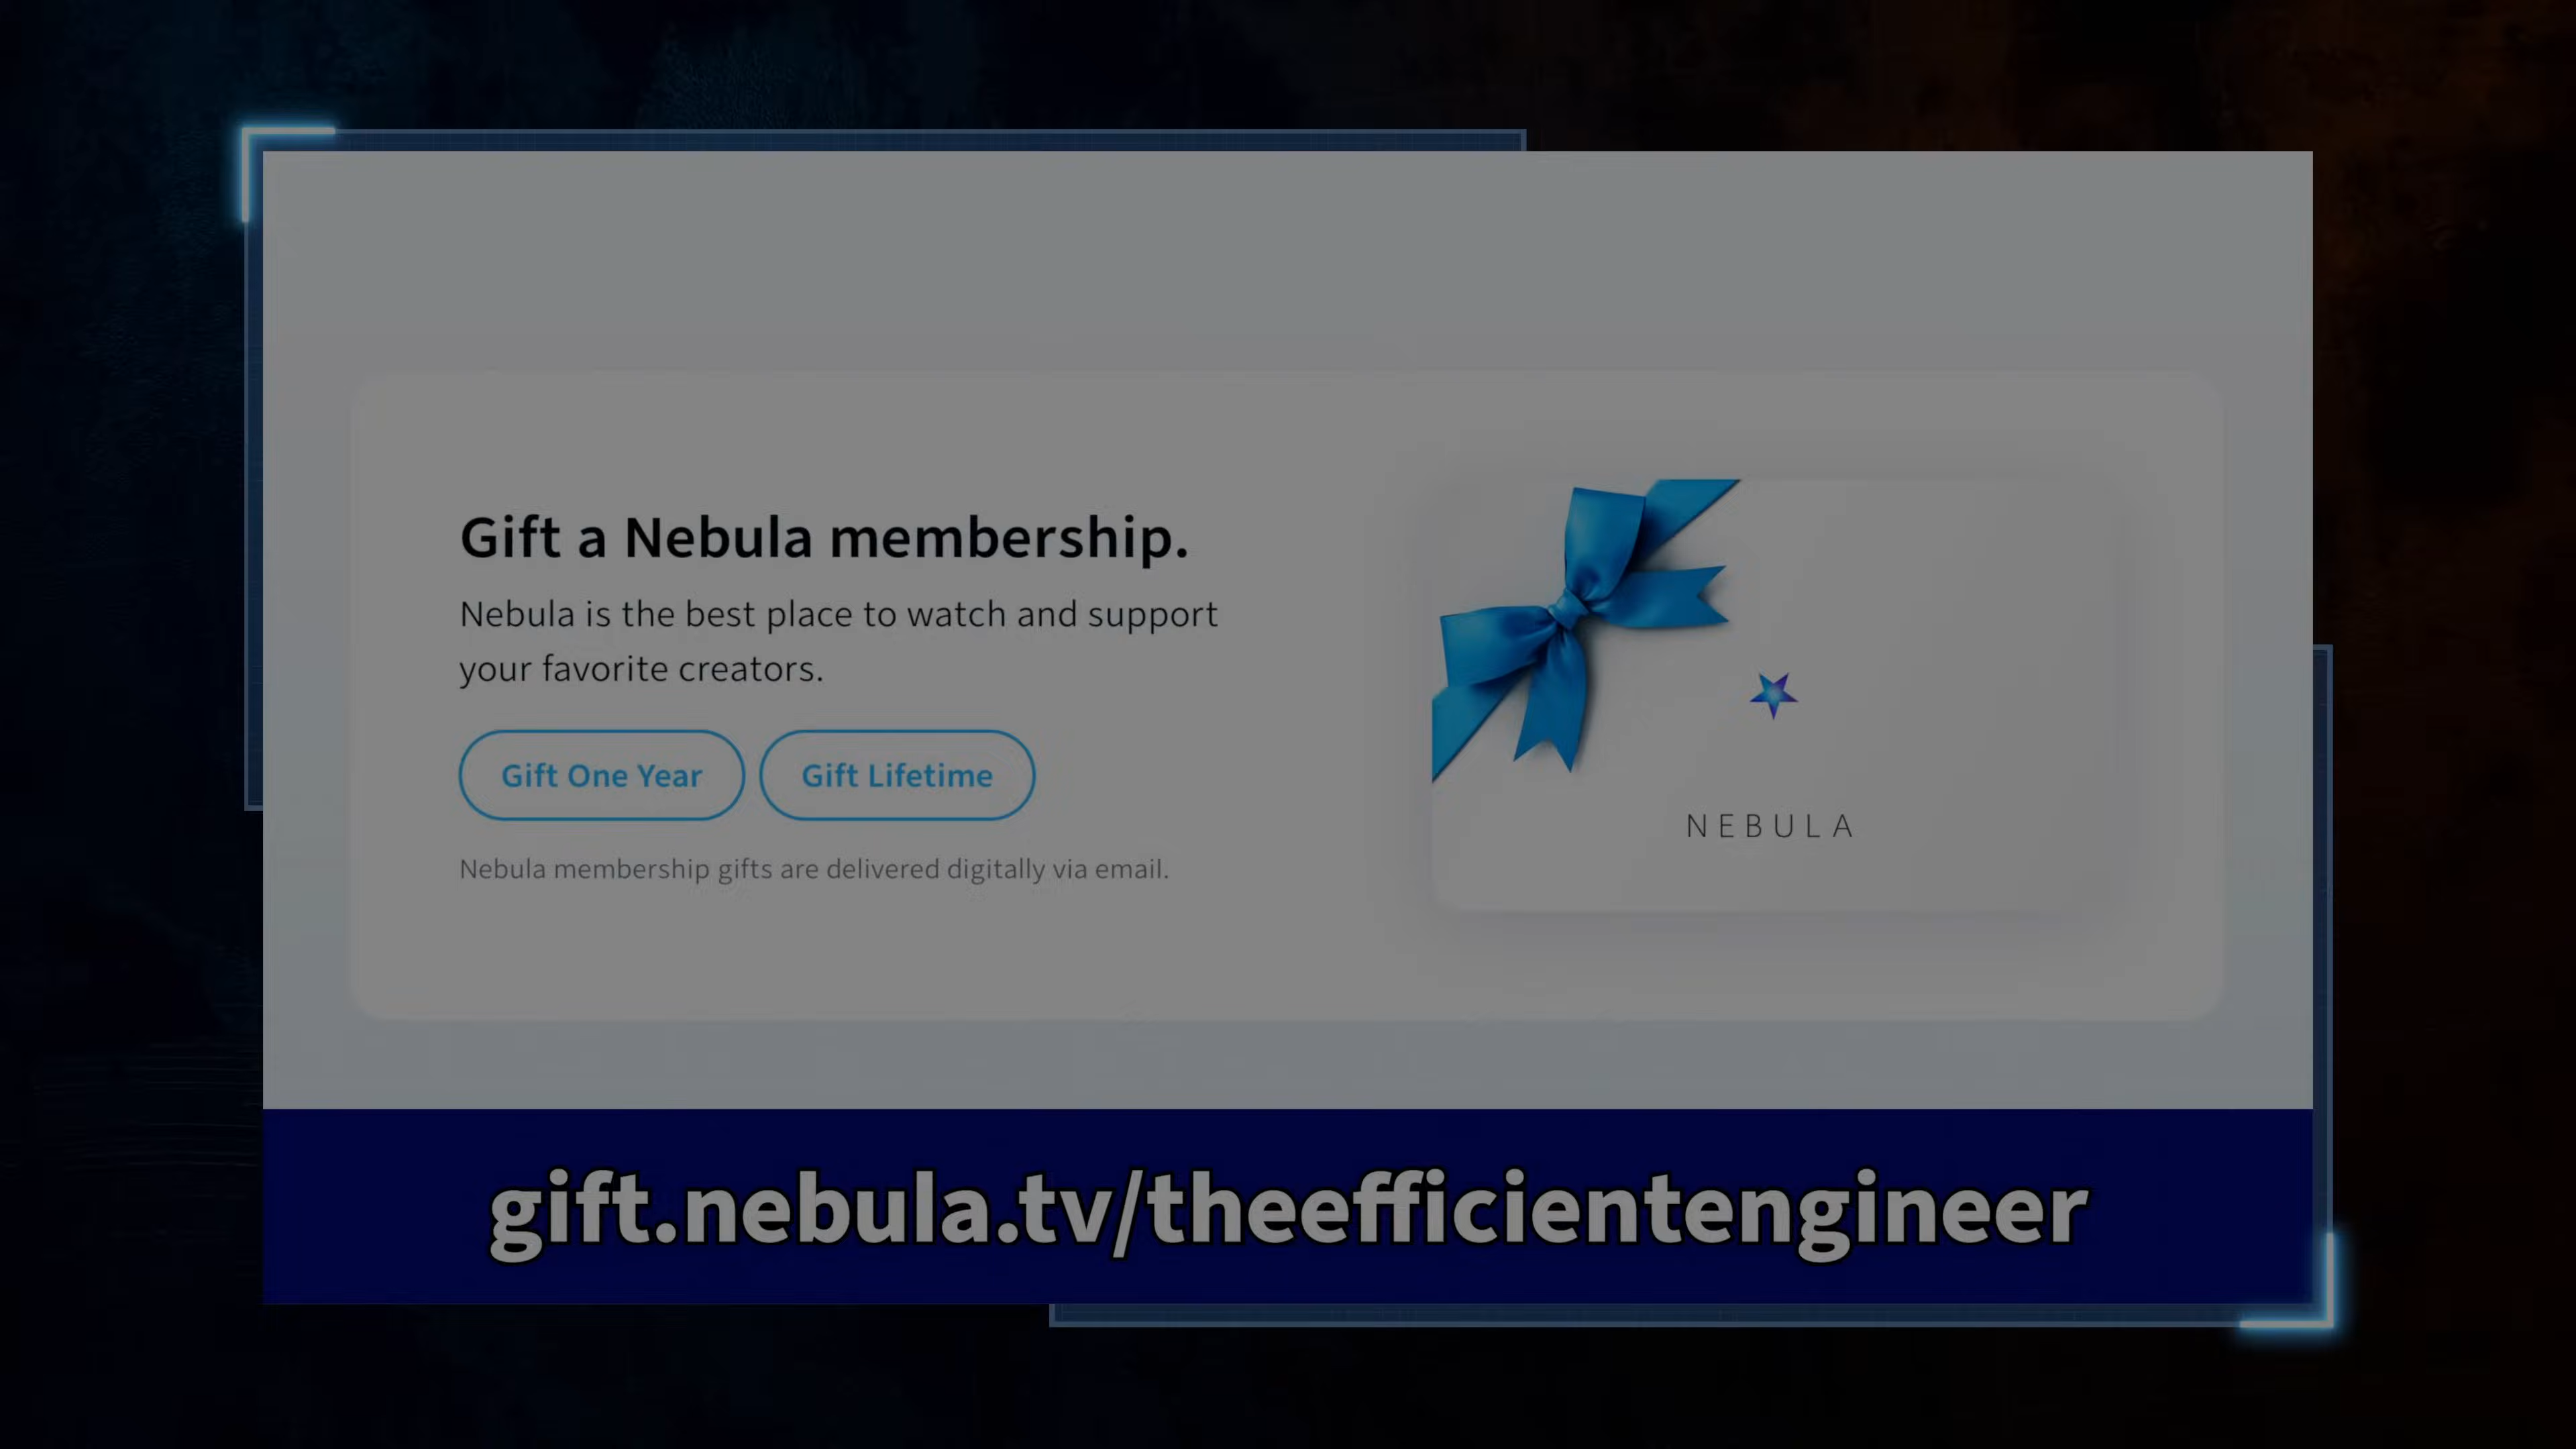 Gift a Nebula membership.
Nebula is the best place to watch and support
your favorite creators.
Gift One Year
Gift Lifetime
Nebula membership gifts are delivered digitally via email.
NEBULA
gift.nebula.tv/theefficientengineer